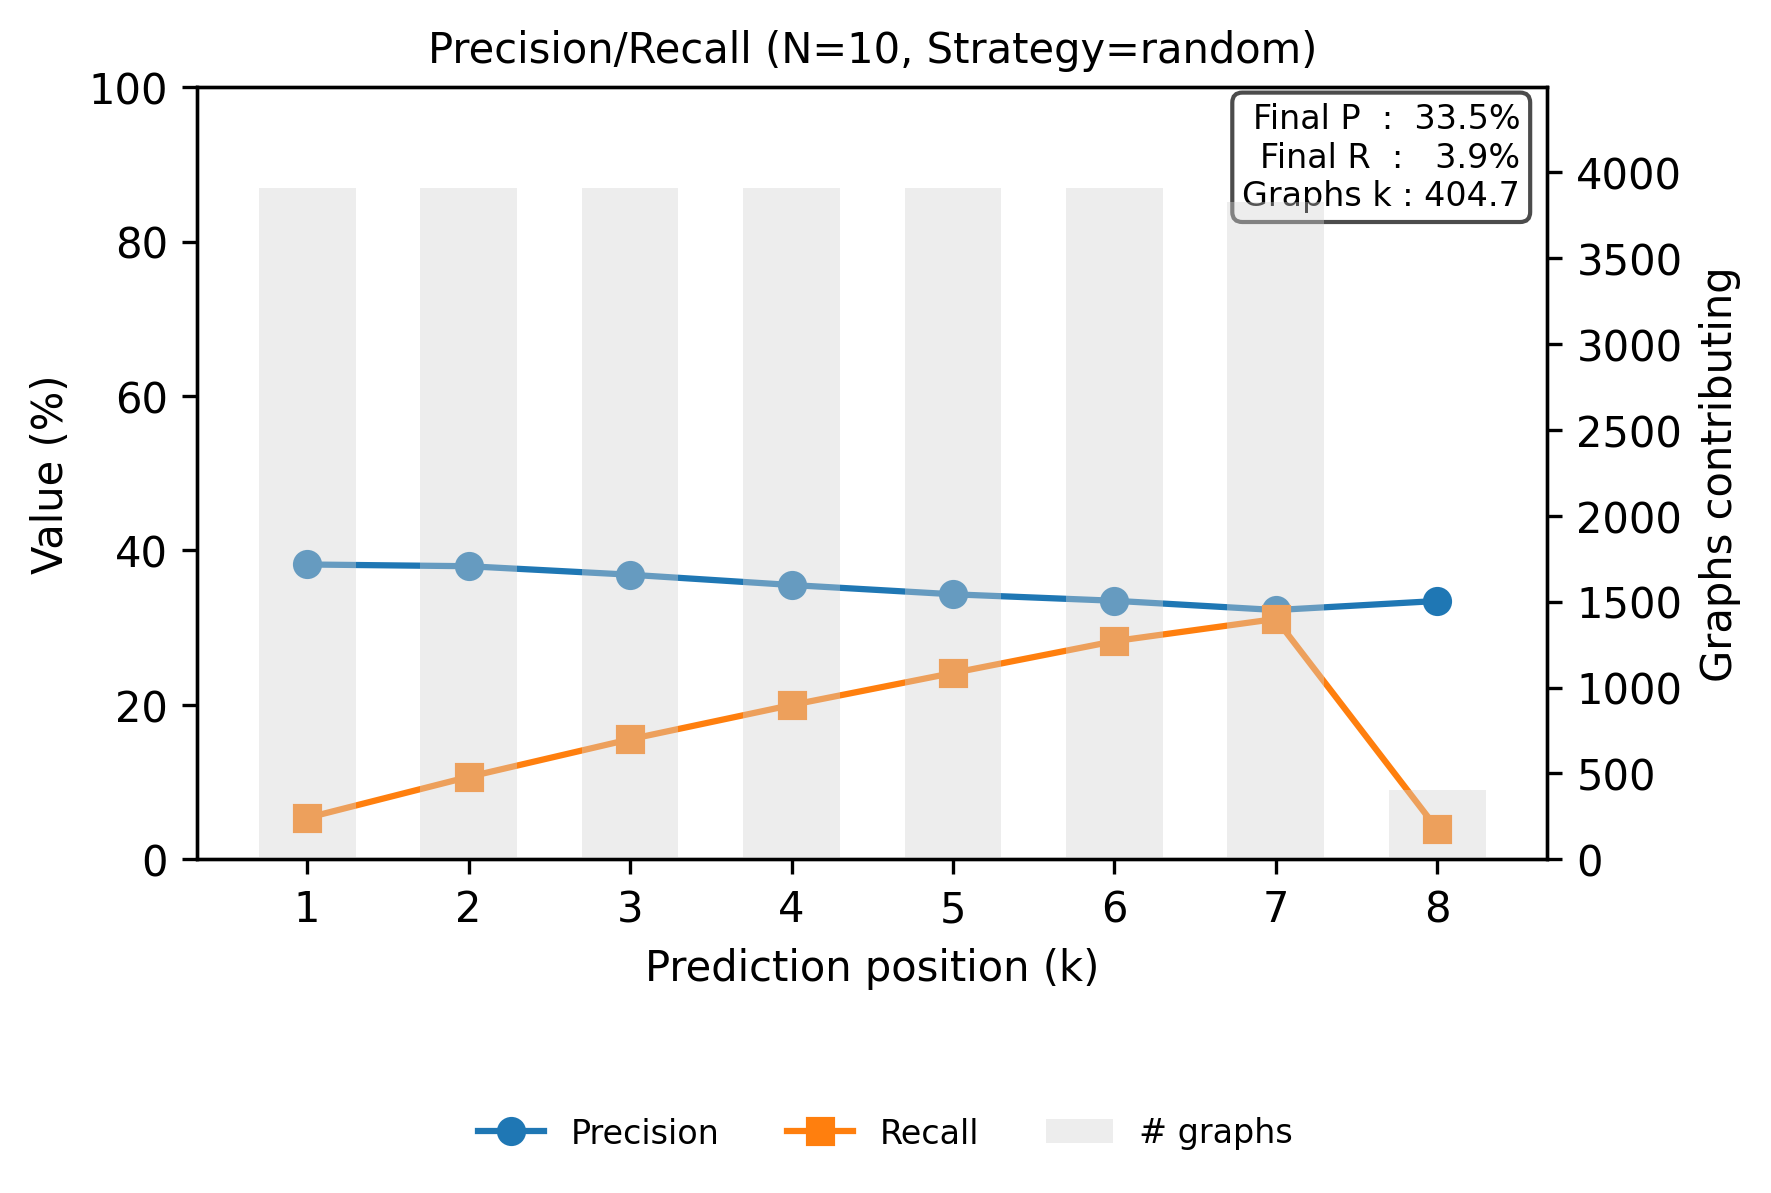 Precision/Recall (N=10, Strategy=random)
Final P : 33.5%
Final R : 3.9%
Graphs k : 404.7
100
80
60
40
20
0
Value (%)
4000
3500
3000
2500
2000
1500
1000
500
0
Graphs contributing
1 2 3 4 5 6 7 8
Prediction position (k)
Precision Recall # graphs